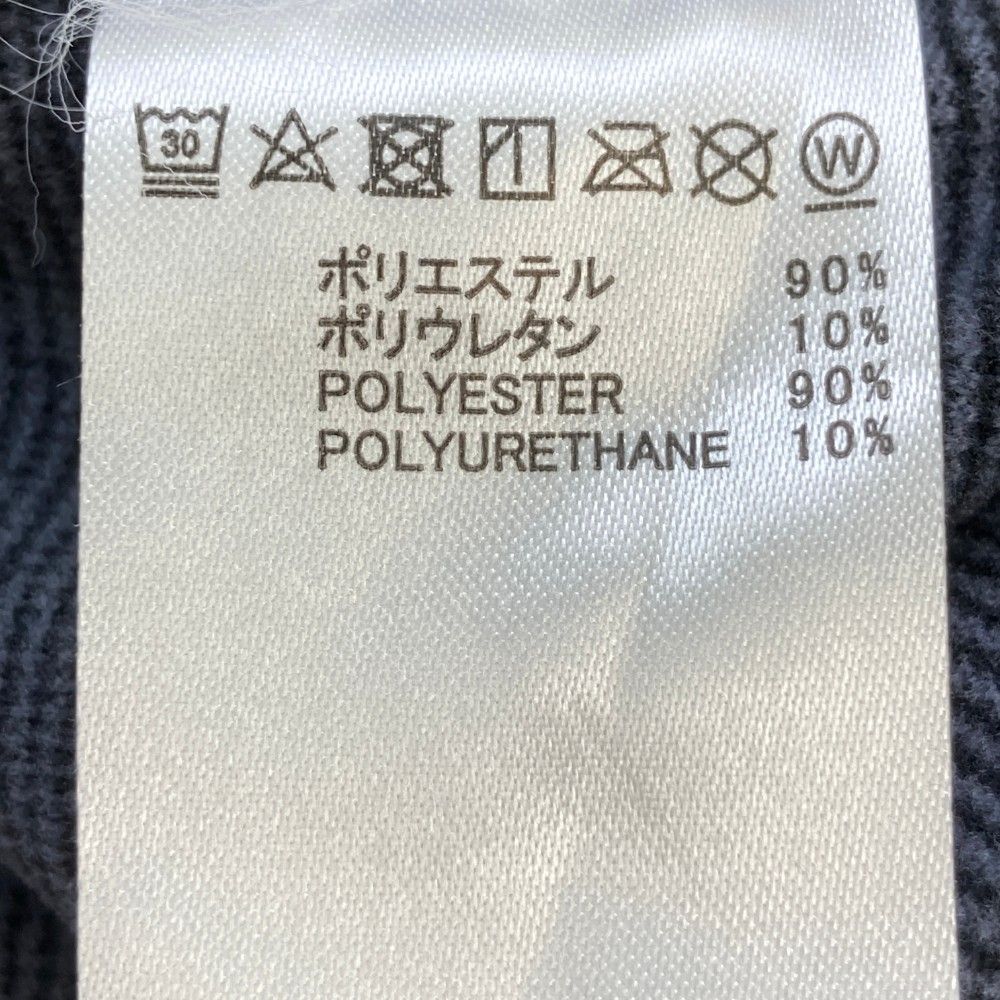 30 W
ポリエステル 90%
ポリウレタン 10%
POLYESTER 90%
POLYURETHANE 10%